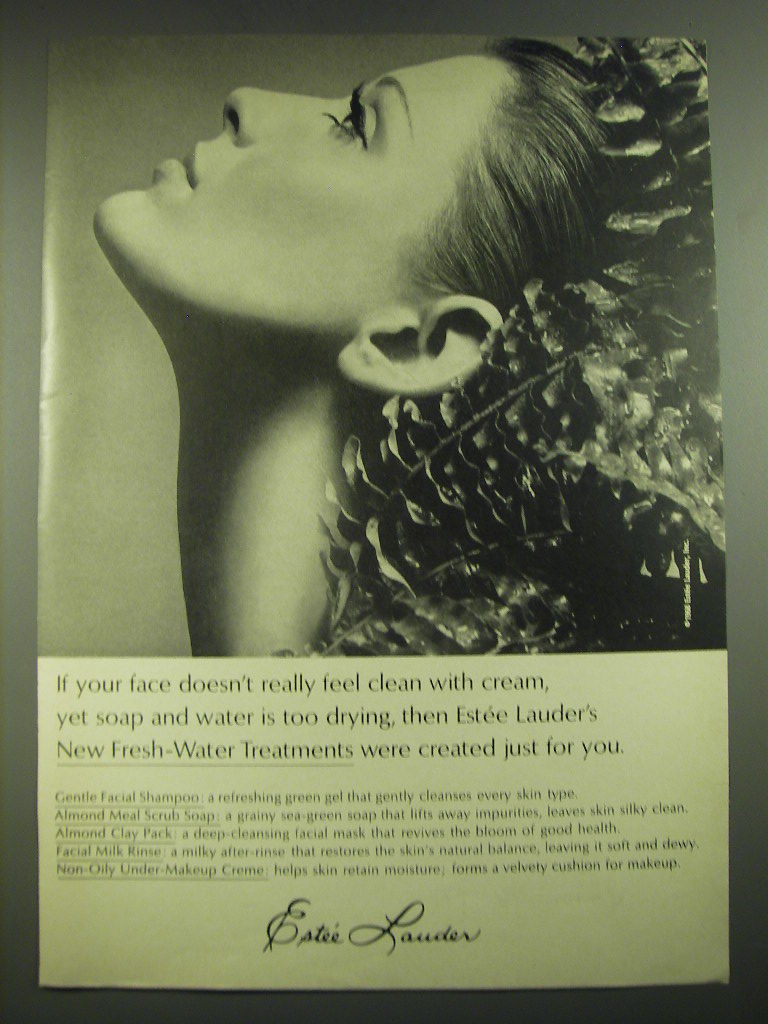 © 1968 Estée Lauder, Inc.
If your face doesn't really feel clean with cream,
yet soap and water is too drying, then Estée Lauder's
New Fresh-Water Treatments were created just for you.
Gentle Facial Shampoo: a refreshing green gel that gently cleanses every skin type.
Almond Meal Scrub Soap: a grainy sea-green soap that lifts away impurities, leaves skin silky clean.
Almond Clay Pack: a deep-cleansing facial mask that revives the bloom of good health.
Facial Milk Rinse: a milky after-rinse that restores the skin's natural balance, leaving it soft and dewy.
Non-Oily Under-Makeup Creme: helps skin retain moisture; forms a velvety cushion for makeup.
Estée Lauder